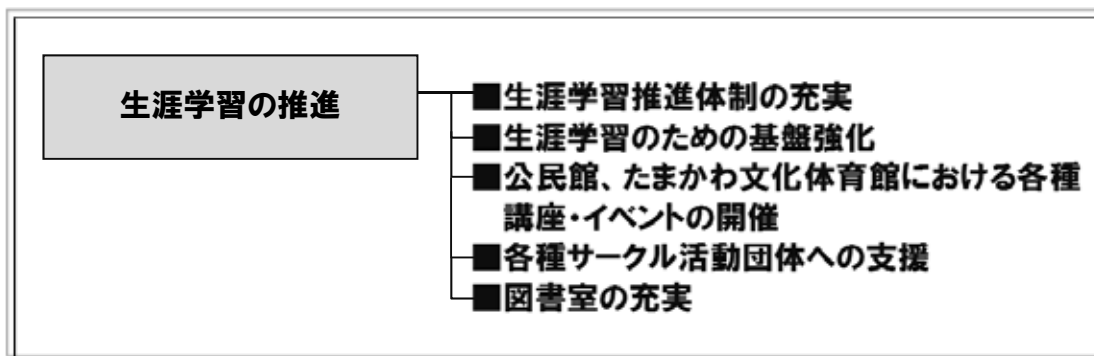 生涯学習の推進
■生涯学習推進体制の充実
■生涯学習のための基盤強化
■公民館、たまかわ文化体育館における各種
講座・イベントの開催
■各種サークル活動団体への支援
■図書室の充実